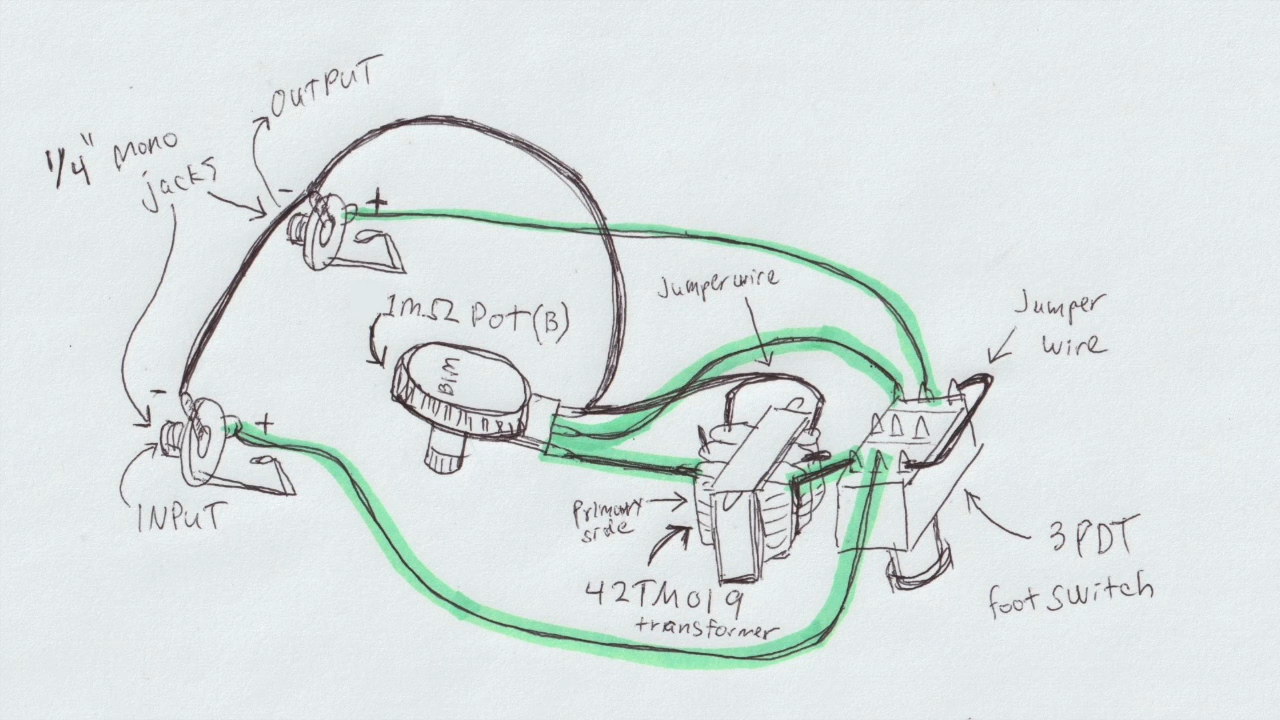 OUTPUT
1/4" Mono
jacks
-
+
1MΩ Pot (B)
B1M
Jumper wire
Jumper
wire
-
+
INPUT
Primary
side
42TM019
transformer
3PDT
foot switch